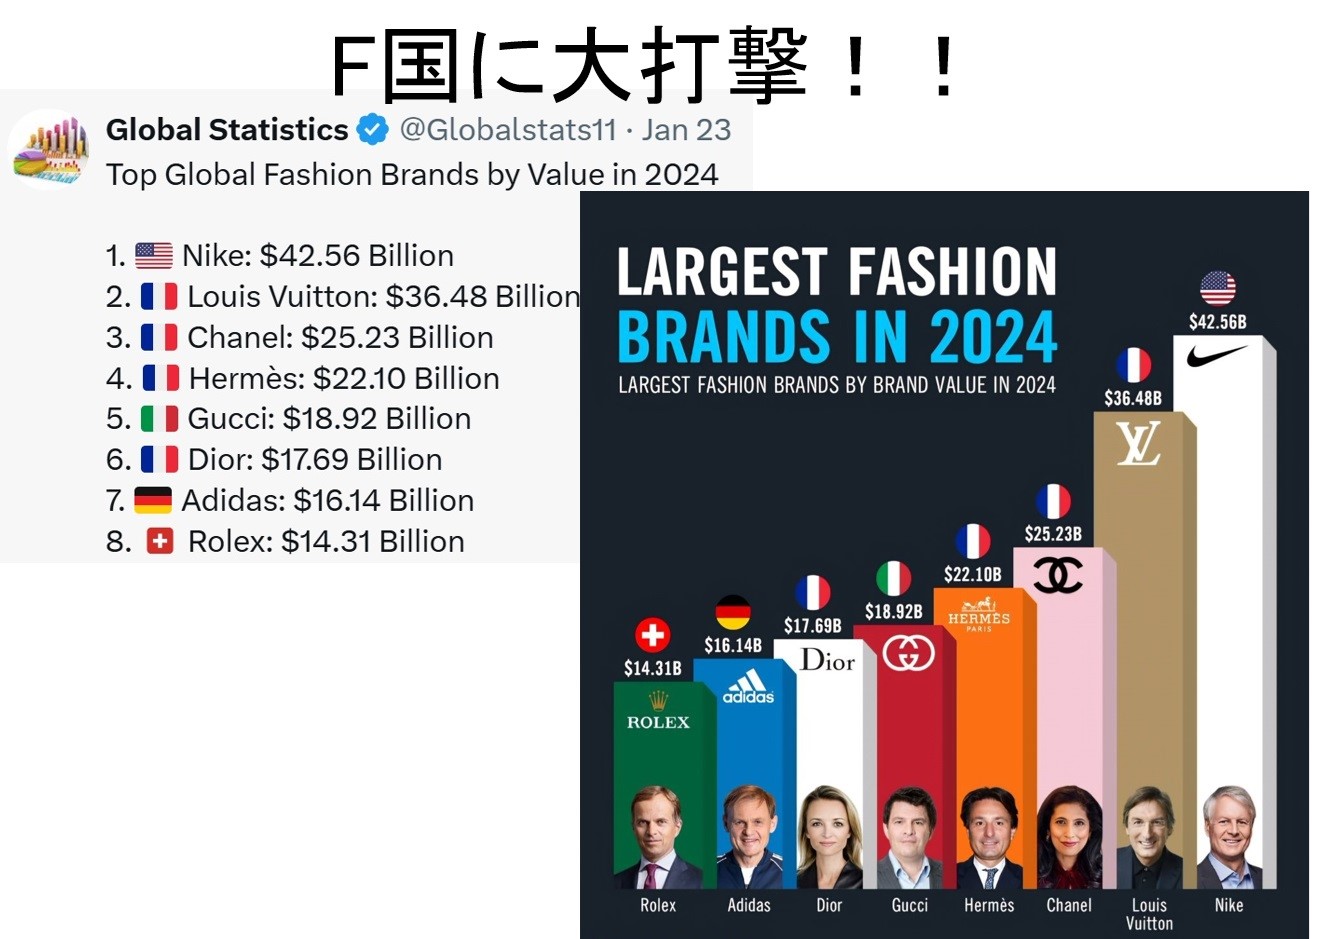 F国に大打撃！！
Global Statistics @Globalstats11 · Jan 23
Top Global Fashion Brands by Value in 2024
1. Nike: $42.56 Billion
2. Louis Vuitton: $36.48 Billion
3. Chanel: $25.23 Billion
4. Hermès: $22.10 Billion
5. Gucci: $18.92 Billion
6. Dior: $17.69 Billion
7. Adidas: $16.14 Billion
8. Rolex: $14.31 Billion
LARGEST FASHION
BRANDS IN 2024
LARGEST FASHION BRANDS BY BRAND VALUE IN 2024
$42.56B
$36.48B
LV
$25.23B
$22.10B
HERMÈS
PARIS
$18.92B
$17.69B
Dior
$16.14B
adidas
$14.31B
ROLEX
Rolex
Adidas
Dior
Gucci
Hermès
Chanel
Louis
Vuitton
Nike